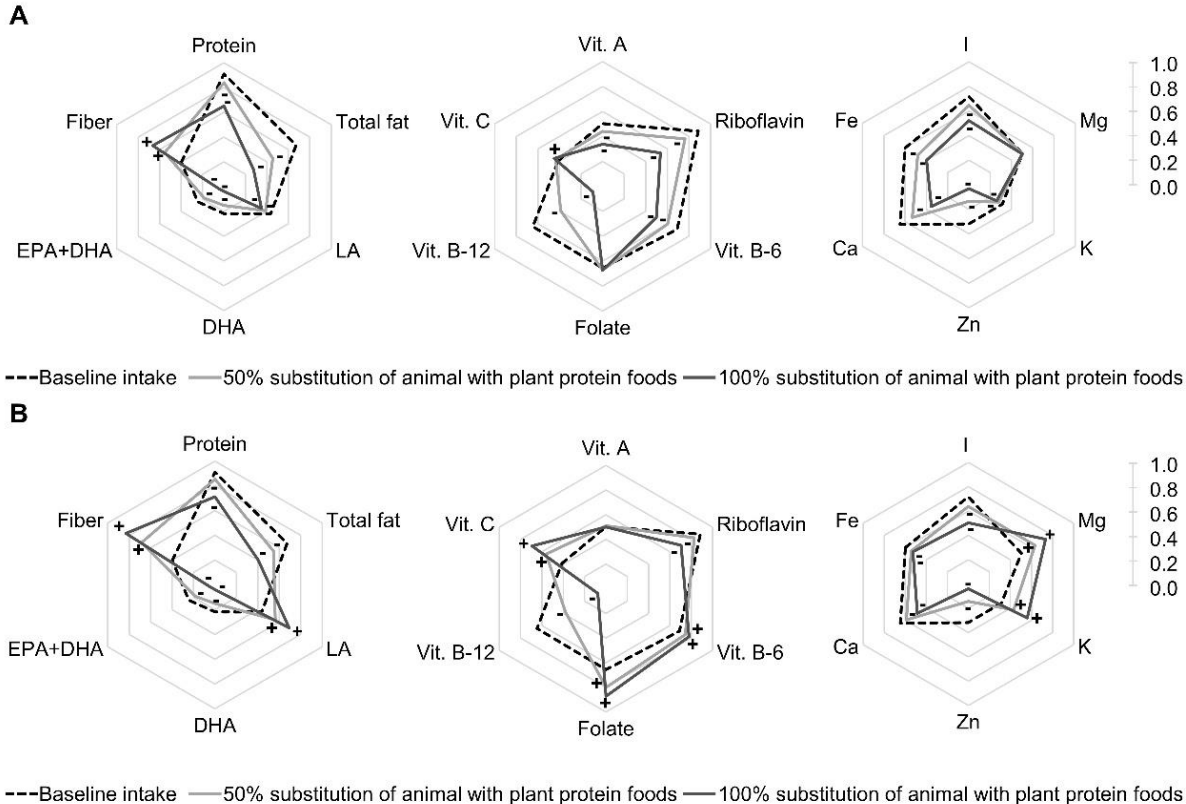 A
Protein
Fiber
Total fat
EPA+DHA
LA
DHA
Vit. A
Vit. C
Riboflavin
Vit. B-12
Vit. B-6
Folate
I
Fe
Mg
Ca
K
Zn
1.0
0.8
0.6
0.4
0.2
0.0
Baseline intake 50% substitution of animal with plant protein foods 100% substitution of animal with plant protein foods
B
Protein
Fiber
Total fat
EPA+DHA
LA
DHA
Vit. A
Vit. C
Riboflavin
Vit. B-12
Vit. B-6
Folate
I
Fe
Mg
Ca
K
Zn
1.0
0.8
0.6
0.4
0.2
0.0
Baseline intake 50% substitution of animal with plant protein foods 100% substitution of animal with plant protein foods